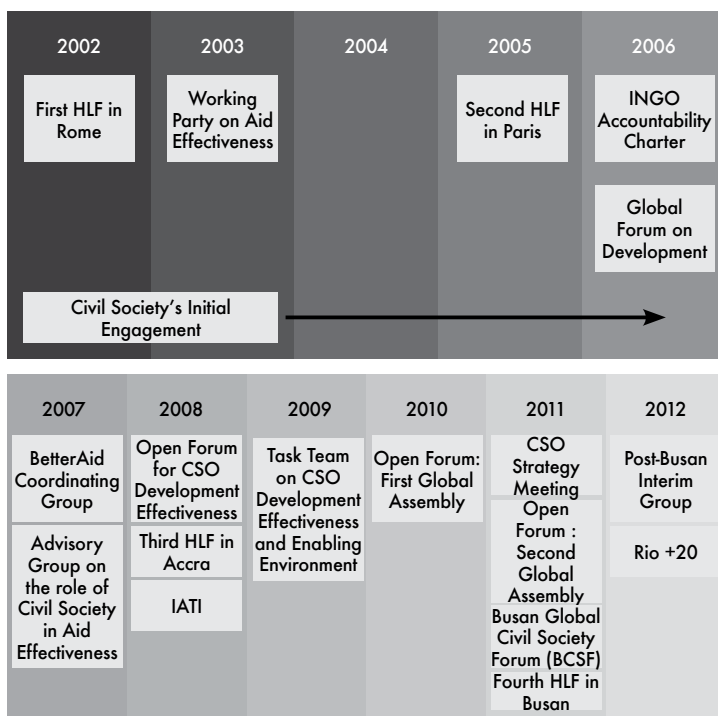 2002
2003
2004
2005
2006
First HLF in
Rome
Working
Party on Aid
Effectiveness
Second HLF
in Paris
INGO
Accountability
Charter
Global
Forum on
Development
Civil Society's Initial
Engagement
2007
2008
2009
2010
2011
2012
BetterAid
Coordinating
Group
Advisory
Group on
the role of
Civil Society
in Aid
Effectiveness
Open Forum
for CSO
Development
Effectiveness
Third HLF in
Accra
IATI
Task Team
on CSO
Development
Effectiveness
and Enabling
Environment
Open Forum:
First Global
Assembly
CSO
Strategy
Meeting
Open
Forum :
Second
Global
Assembly
Busan Global
Civil Society
Forum (BCSF)
Fourth HLF in
Busan
Post-Busan
Interim
Group
Rio +20